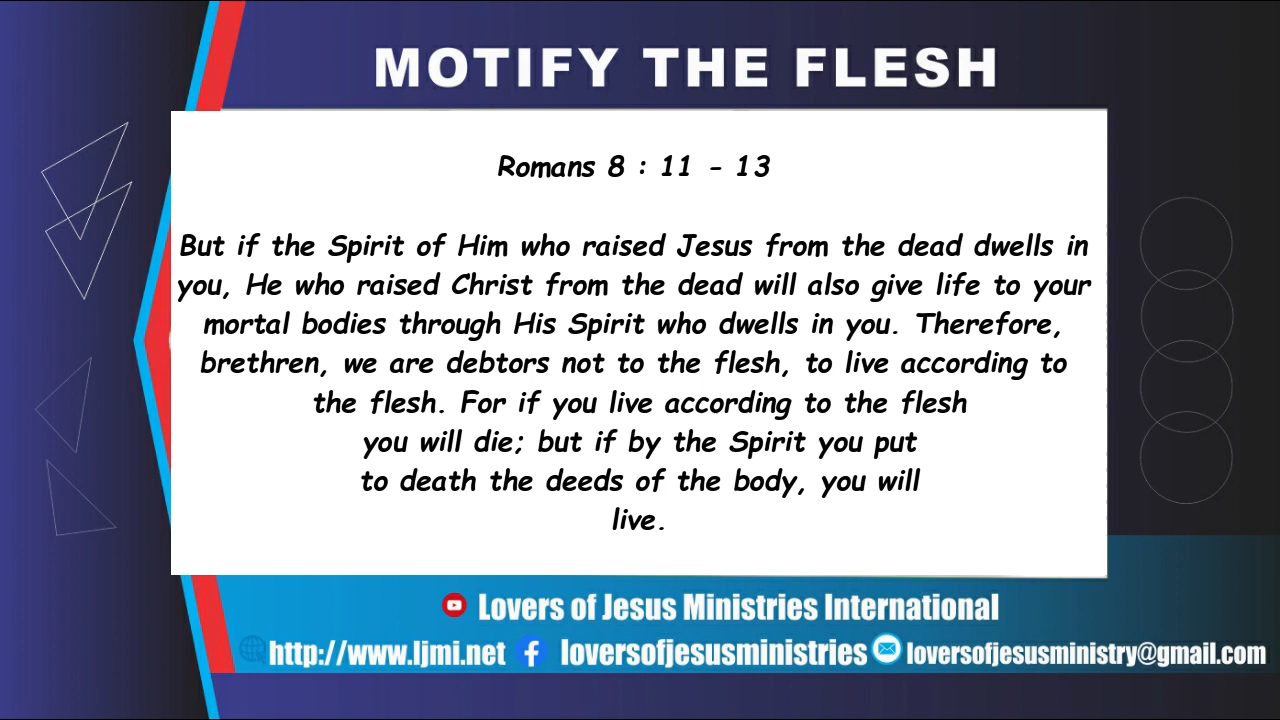 MOTIFY THE FLESH
Romans 8 : 11 - 13
But if the Spirit of Him who raised Jesus from the dead dwells in
you, He who raised Christ from the dead will also give life to your
mortal bodies through His Spirit who dwells in you. Therefore,
brethren, we are debtors not to the flesh, to live according to
the flesh. For if you live according to the flesh
you will die; but if by the Spirit you put
to death the deeds of the body, you will
live.
Lovers of Jesus Ministries International
http://www.ljmi.net loversofjesusministries loversofjesusministry@gmail.com